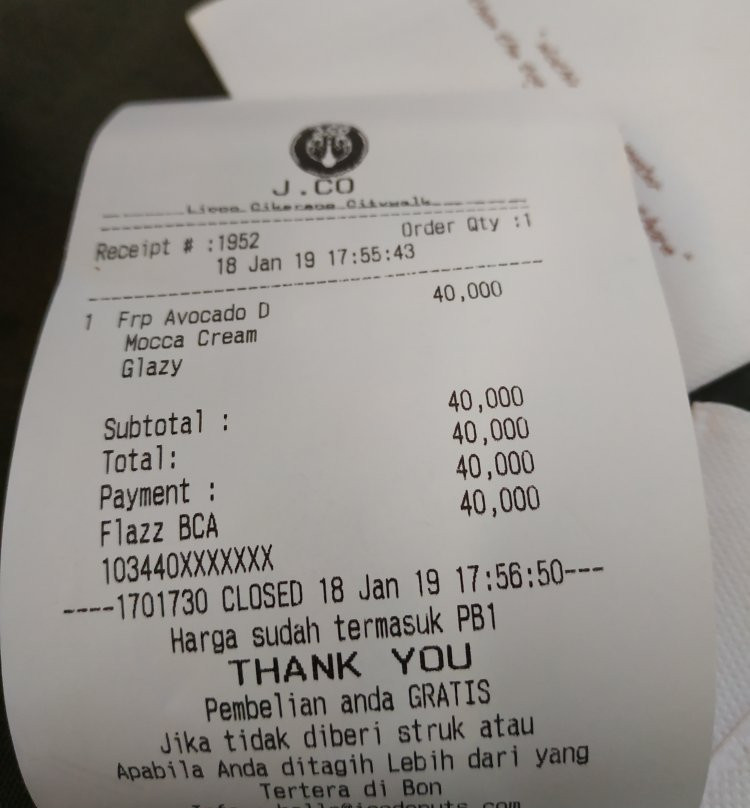 J.CO
Lippo Cikarang Citywalk
Receipt # :1952 Order Qty :1
18 Jan 19 17:55:43
1 Frp Avocado D 40,000
Mocca Cream
Glazy
Subtotal : 40,000
Total: 40,000
Payment : 40,000
Flazz BCA 40,000
103440XXXXXXX
----1701730 CLOSED 18 Jan 19 17:56:50---
Harga sudah termasuk PB1
THANK YOU
Pembelian anda GRATIS
Jika tidak diberi struk atau
Apabila Anda ditagih Lebih dari yang
Tertera di Bon